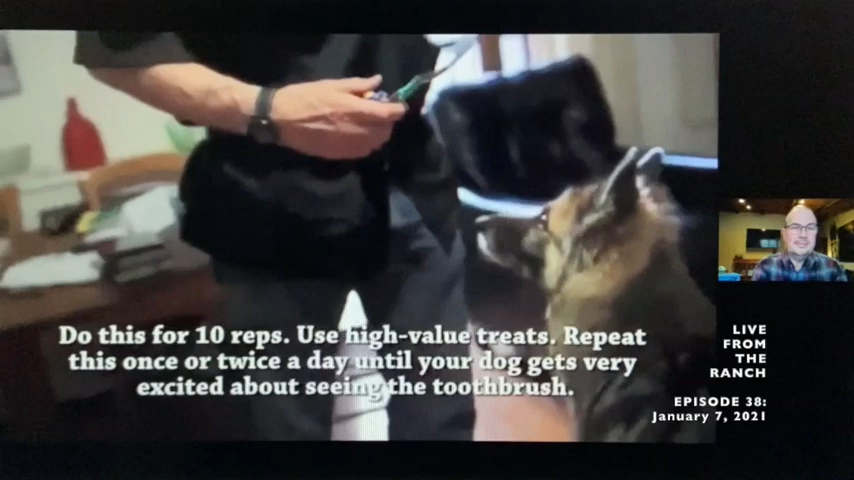 Do this for 10 reps. Use high-value treats. Repeat
this once or twice a day until your dog gets very
excited about seeing the toothbrush.
LIVE
FROM
THE
RANCH
EPISODE 38:
January 7, 2021